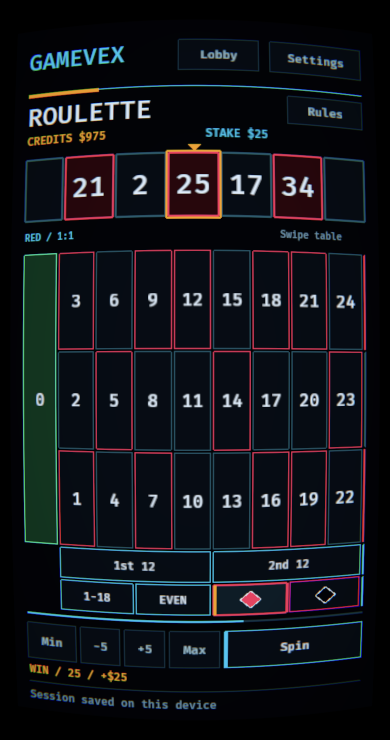 GAMEVEX Lobby Settings
ROULETTE Rules
CREDITS $975 STAKE $25
21 2 25 17 34
RED / 1:1 Swipe table
3 6 9 12 15 18 21 24
0 2 5 8 11 14 17 20 23
1 4 7 10 13 16 19 22
1st 12 2nd 12
1-18 EVEN
Min -5 +5 Max Spin
WIN / 25 / +$25
Session saved on this device